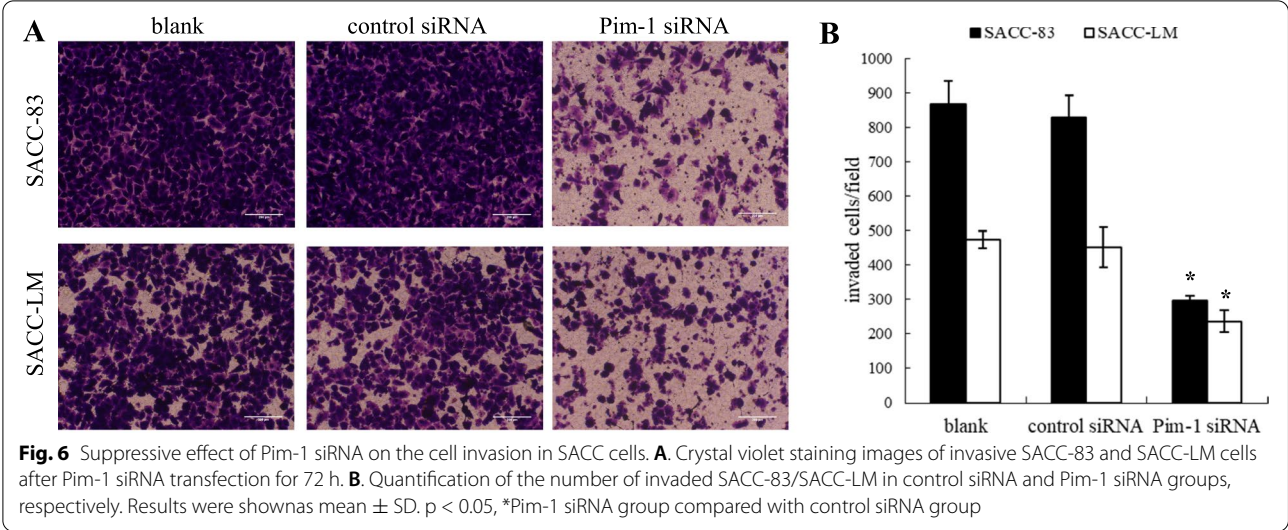 A
blank
control siRNA
Pim-1 siRNA
SACC-83
SACC-LM
B
SACC-83
SACC-LM
invaded cells/field
1000
900
800
700
600
500
400
300
200
100
0
*
*
blank
control siRNA
Pim-1 siRNA
Fig. 6 Suppressive effect of Pim-1 siRNA on the cell invasion in SACC cells. A. Crystal violet staining images of invasive SACC-83 and SACC-LM cells
after Pim-1 siRNA transfection for 72 h. B. Quantification of the number of invaded SACC-83/SACC-LM in control siRNA and Pim-1 siRNA groups,
respectively. Results were shownas mean ± SD. p < 0.05, *Pim-1 siRNA group compared with control siRNA group